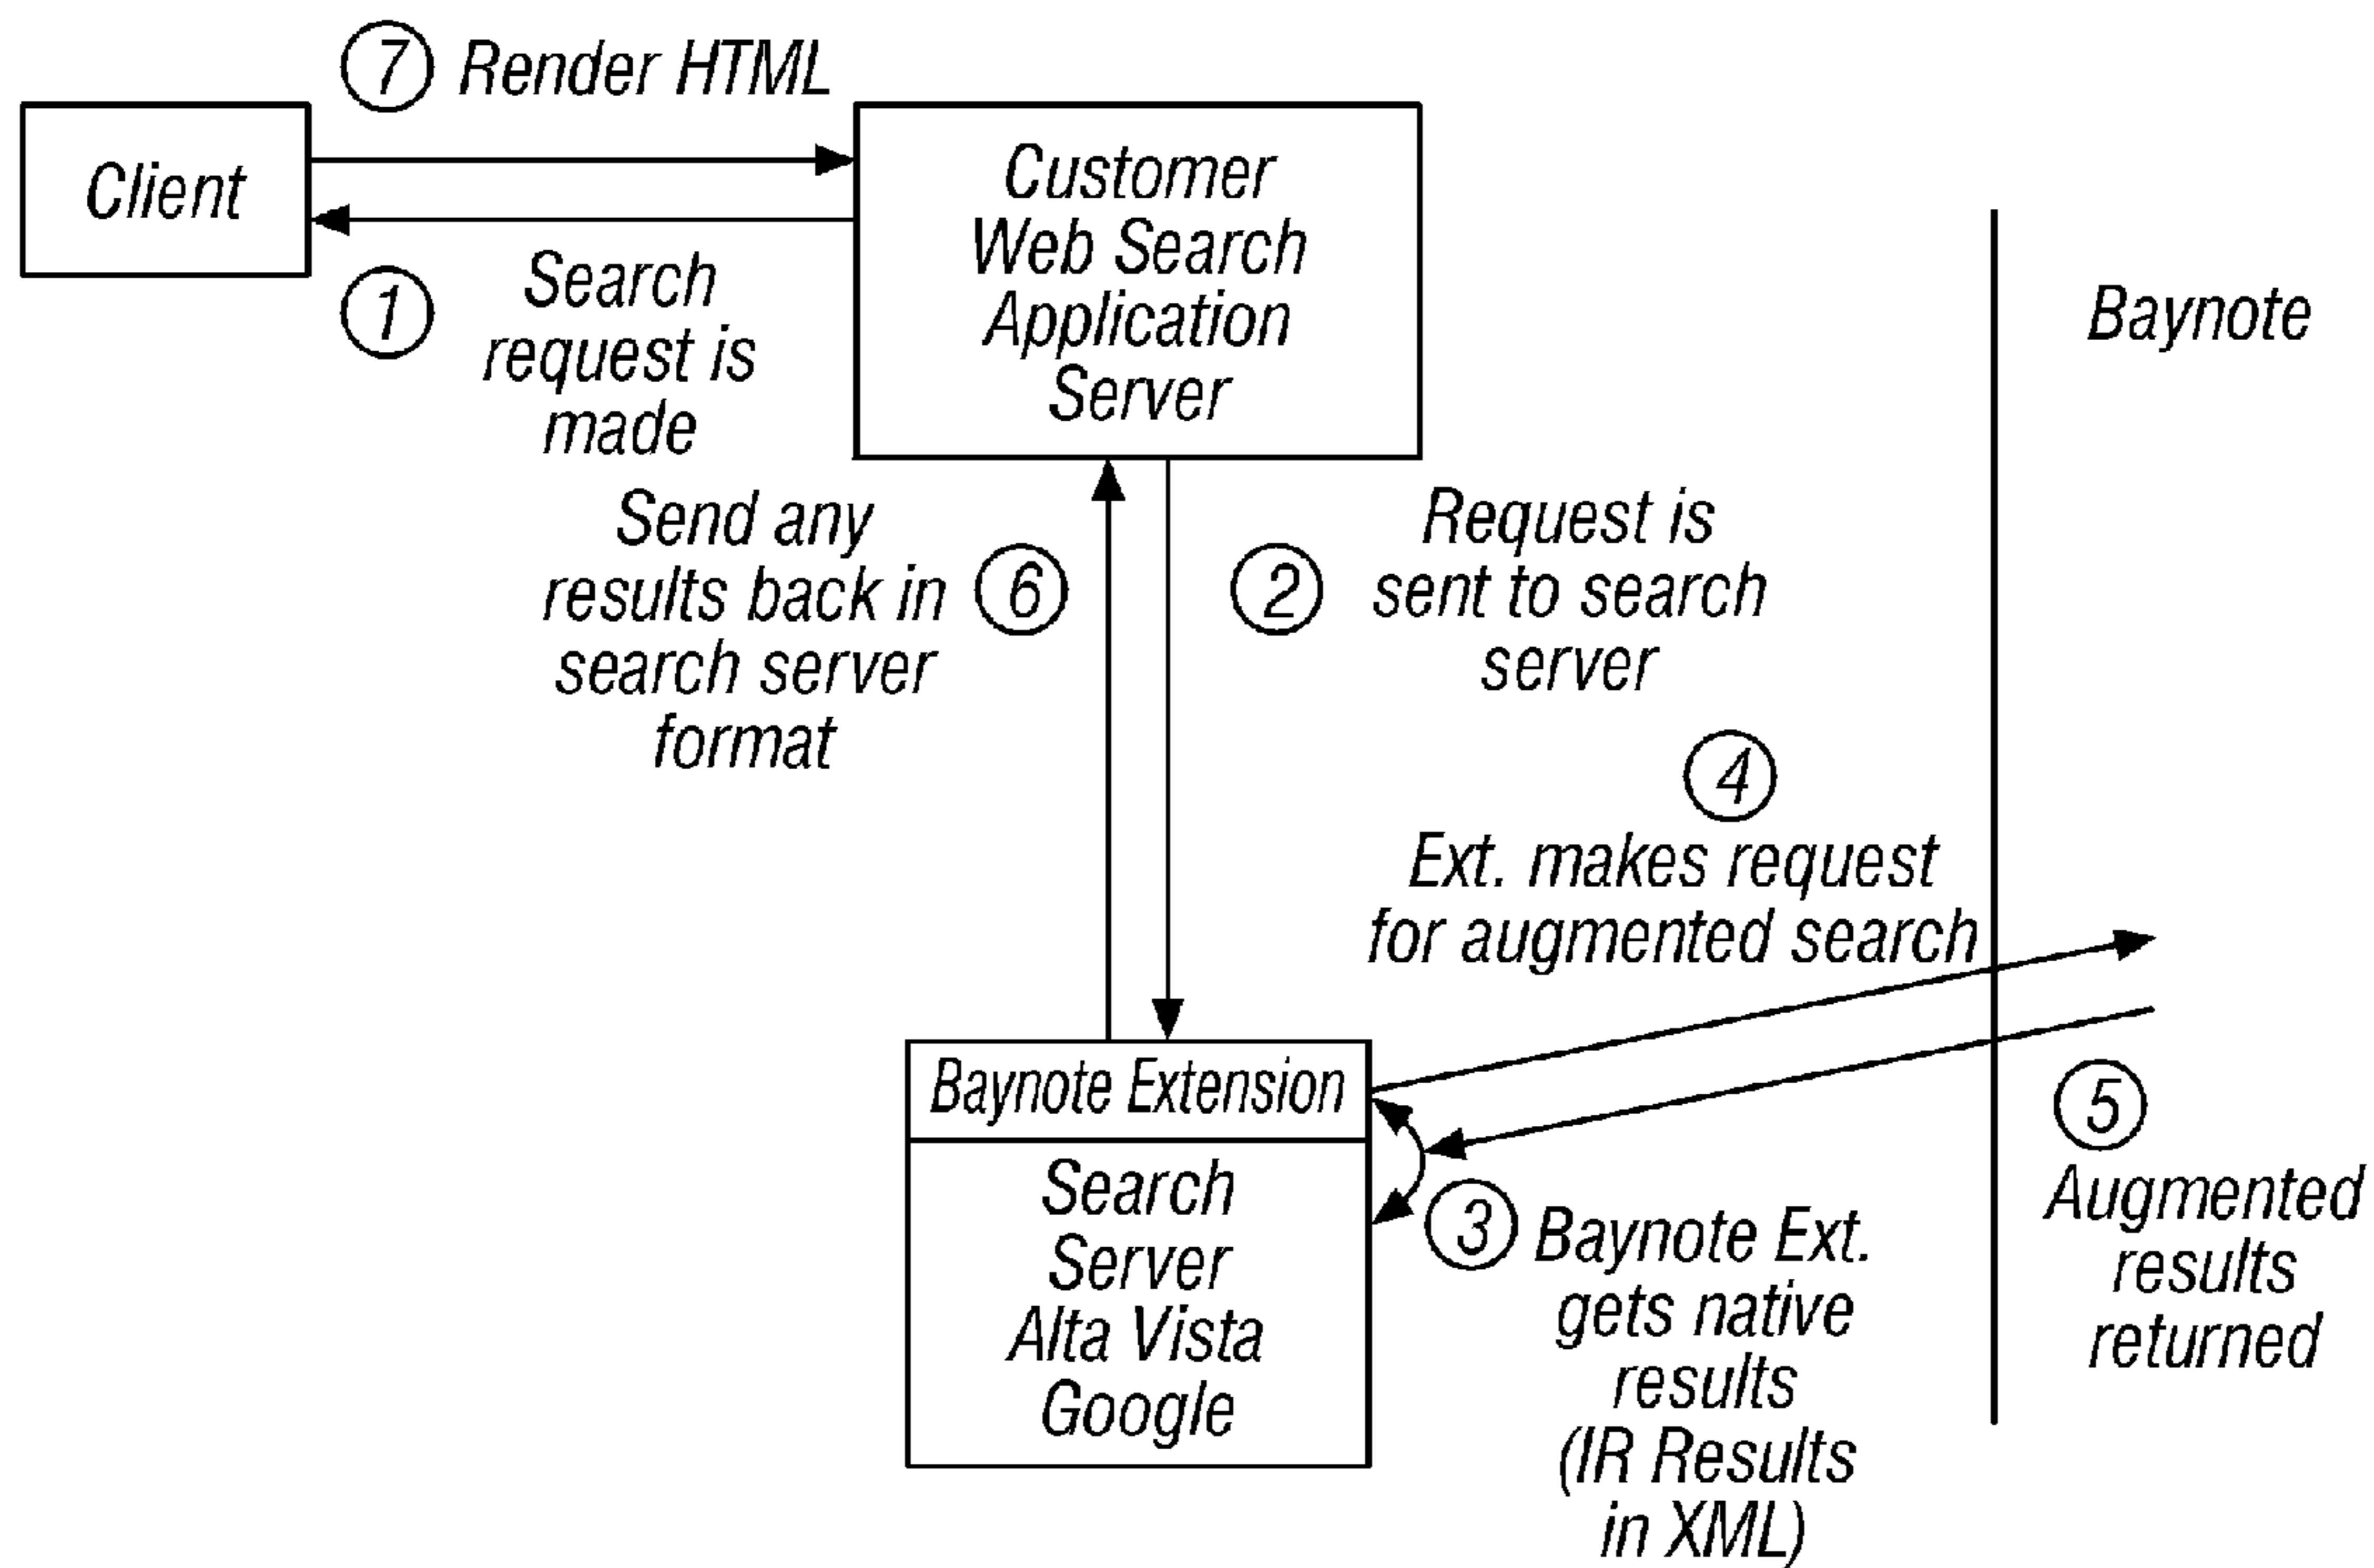 7 Render HTML
Client
Customer
Web Search
Application
Server
1
Search
request is
made
Baynote
Send any
results back in
search server
format
6
2
Request is
sent to search
server
4
Ext. makes request
for augmented search
Baynote Extension
Search
Server
Alta Vista
Google
3
Baynote Ext.
gets native
results
(IR Results
in XML)
5
Augmented
results
returned